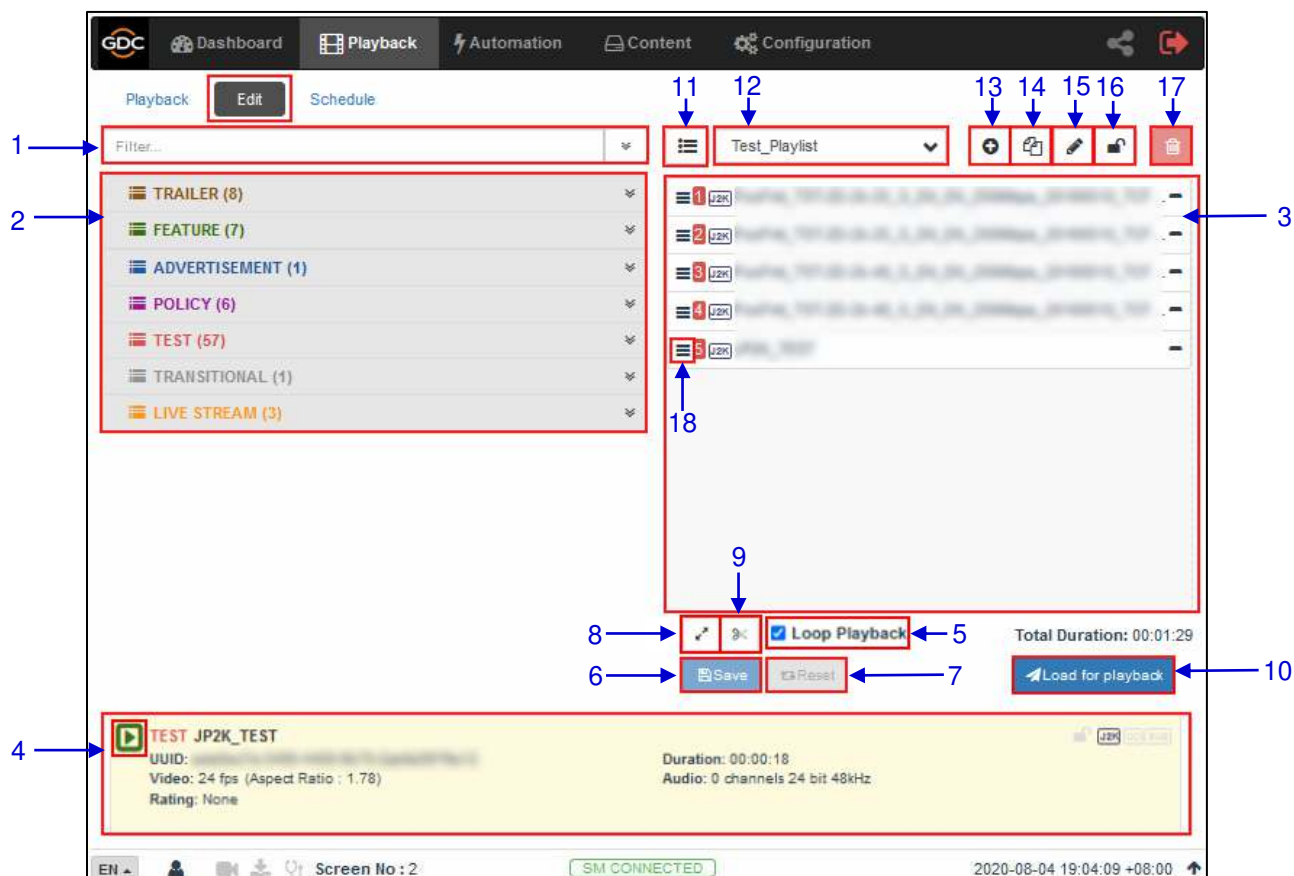 GDC Dashboard Playback Automation Content Configuration
Playback Edit Schedule
11 12 13 14 15 16 17
1 Filter... Test_Playlist
2 TRAILER (8)
FEATURE (7)
ADVERTISEMENT (1)
POLICY (6)
TEST (57)
TRANSITIONAL (1)
LIVE STREAM (3)
1 J2K 3
2 J2K
3 J2K
4 J2K
5 J2K
18
9
8 Loop Playback 5 Total Duration: 00:01:29
6 Save Reset 7 Load for playback 10
4 TEST JP2K_TEST J2K
UUID: Duration: 00:00:18
Video: 24 fps (Aspect Ratio : 1.78) Audio: 0 channels 24 bit 48kHz
Rating: None
EN Screen No : 2 SM CONNECTED 2020-08-04 19:04:09 +08:00